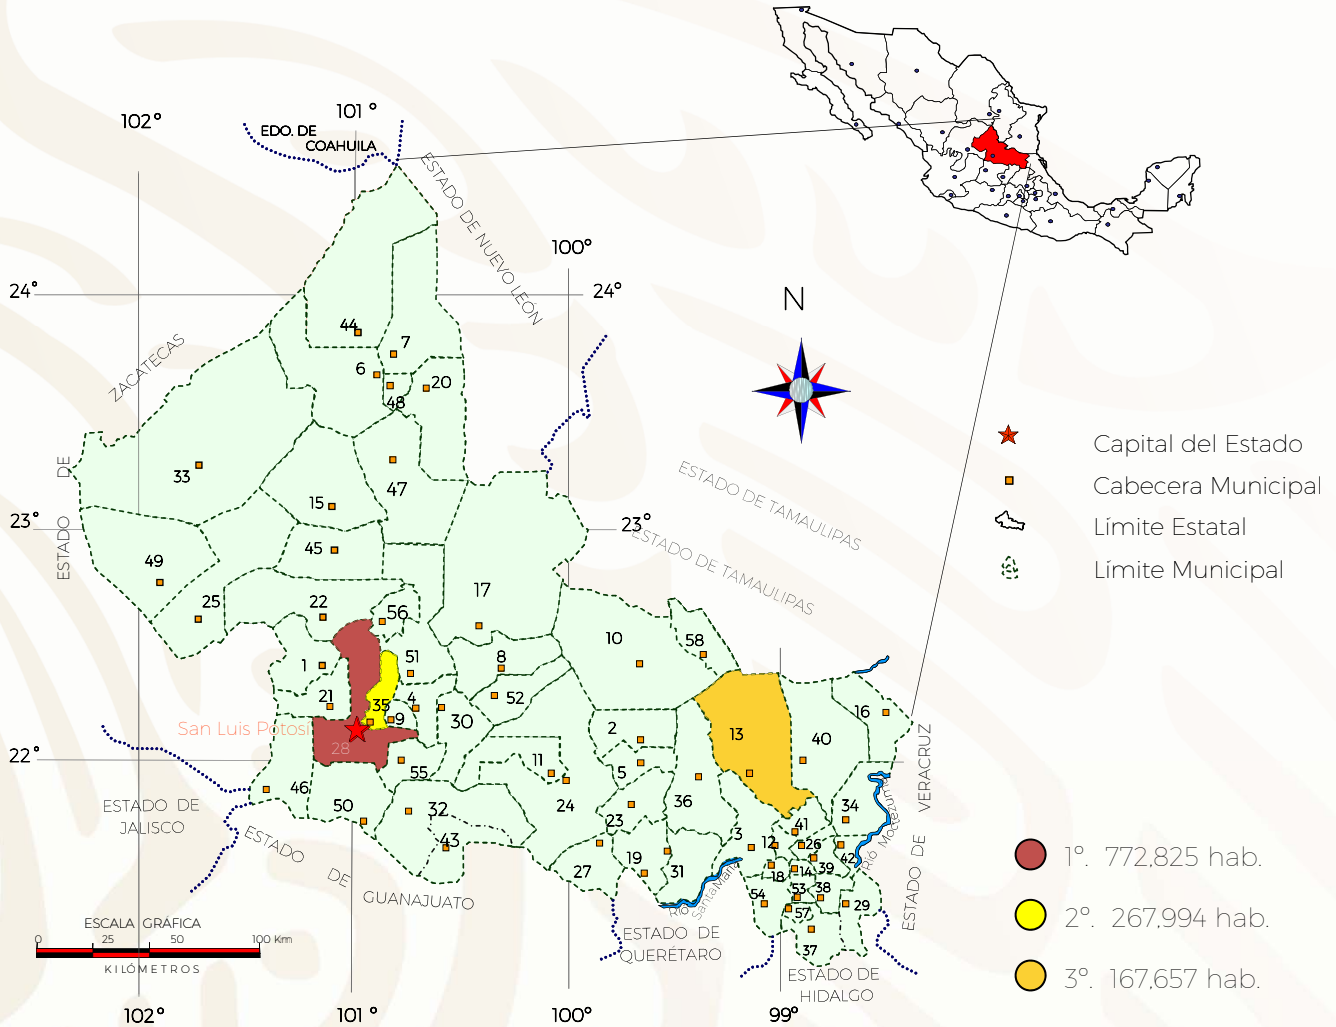 102°
101 °
EDO. DE
COAHUILA
ESTADO DE NUEVO LEÓN
100°
24°
24°
N
ZACATECAS
ESTADO DE
44
7
6
20
48
33
47
15
23°
23°
45
49
25
22
56
17
10
58
1
51
8
21
35
4
9
52
30
San Luis Potosí
28
22°
46
55
50
32
43
2
11
5
24
23
36
27
19
31
13
16
40
34
3
41
12
26
42
18
14
39
54
53
38
57
29
37
ESTADO DE TAMAULIPAS
ESTADO DE TAMAULIPAS
Capital del Estado
Cabecera Municipal
Límite Estatal
Límite Municipal
ESTADO DE VERACRUZ
Río Moctezuma
Río SantaMaría
ESTADO DE
JALISCO
ESTADO DE GUANAJUATO
ESTADO DE
QUERÉTARO
ESTADO DE
HIDALGO
1°. 772,825 hab.
2°. 267,994 hab.
3°. 167,657 hab.
ESCALA GRÁFICA
0 25 50 100 Km
KILÓMETROS
102°
101 °
100°
99°